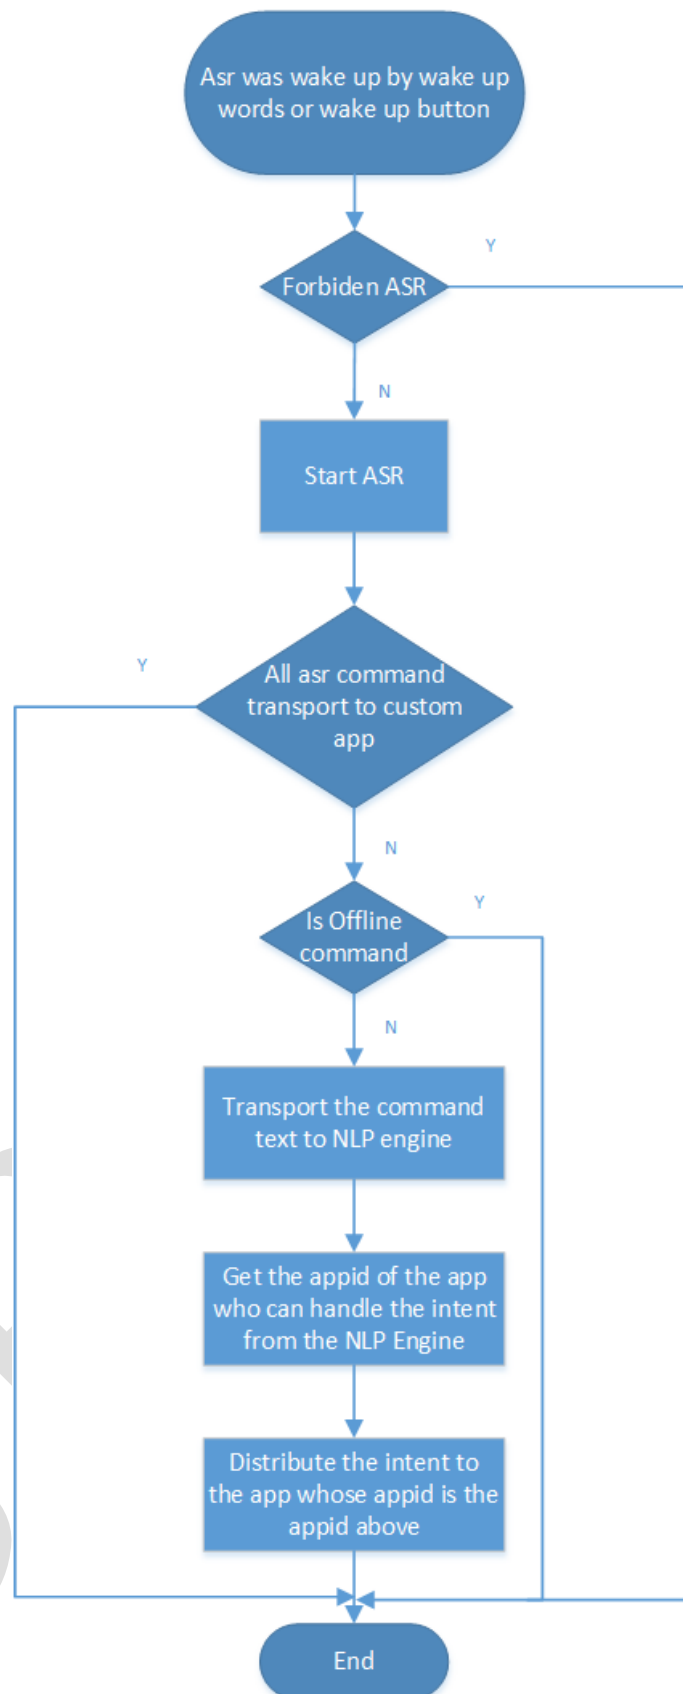 Asr was wake up by wake up
words or wake up button
Forbiden ASR
Y
N
Start ASR
Y
All asr command
transport to custom
app
N
Is Offline
command
Y
N
Transport the command
text to NLP engine
Get the appid of the app
who can handle the intent
from the NLP Engine
Distribute the intent to
the app whose appid is the
appid above
End